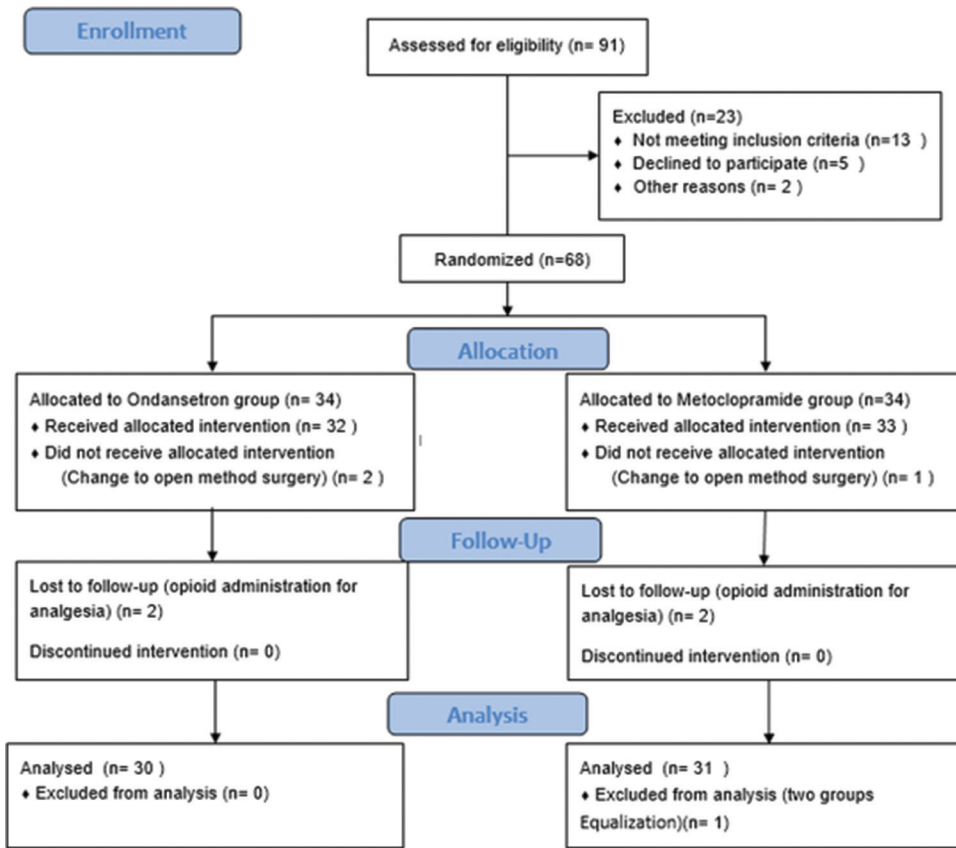 Enrollment
Assessed for eligibility (n= 91)
Excluded (n=23)
♦ Not meeting inclusion criteria (n=13 )
♦ Declined to participate (n=5 )
♦ Other reasons (n= 2 )
Randomized (n=68)
Allocation
Allocated to Ondansetron group (n= 34)
♦ Received allocated intervention (n= 32 )
♦ Did not receive allocated intervention
(Change to open method surgery) (n= 2 )
Allocated to Metoclopramide group (n=34)
♦ Received allocated intervention (n= 33 )
♦ Did not receive allocated intervention
(Change to open method surgery) (n= 1 )
Follow-Up
Lost to follow-up (opioid administration for
analgesia) (n= 2)
Discontinued intervention (n= 0)
Lost to follow-up (opioid administration for
analgesia) (n= 2)
Discontinued intervention (n= 0)
Analysis
Analysed (n= 30 )
♦ Excluded from analysis (n= 0)
Analysed (n= 31 )
♦ Excluded from analysis (two groups
Equalization)(n= 1)